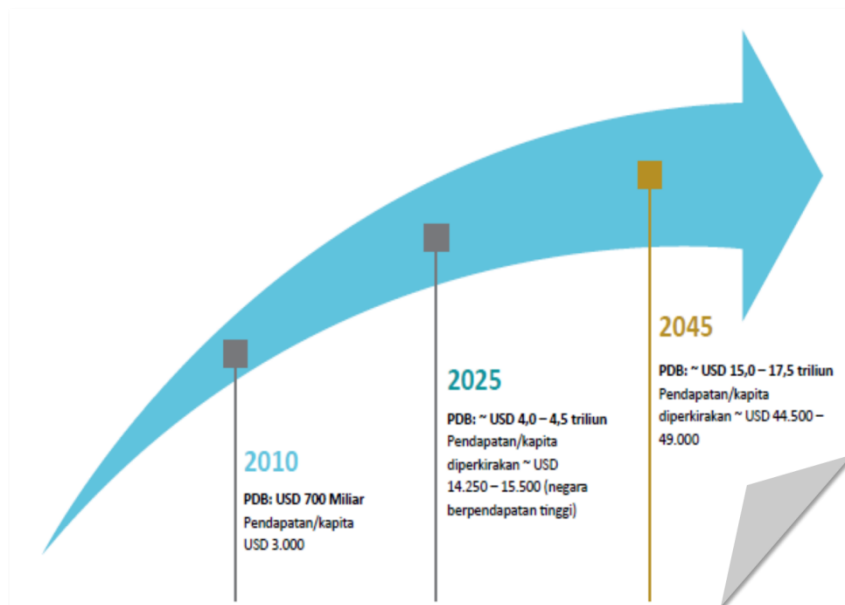 2010
PDB: USD 700 Miliar
Pendapatan/kapita
USD 3.000
2025
PDB: ~ USD 4,0 – 4,5 triliun
Pendapatan/kapita
diperkirakan ~ USD
14.250 – 15.500 (negara
berpendapatan tinggi)
2045
PDB: ~ USD 15,0 – 17,5 triliun
Pendapatan/kapita
diperkirakan ~ USD 44.500 –
49.000